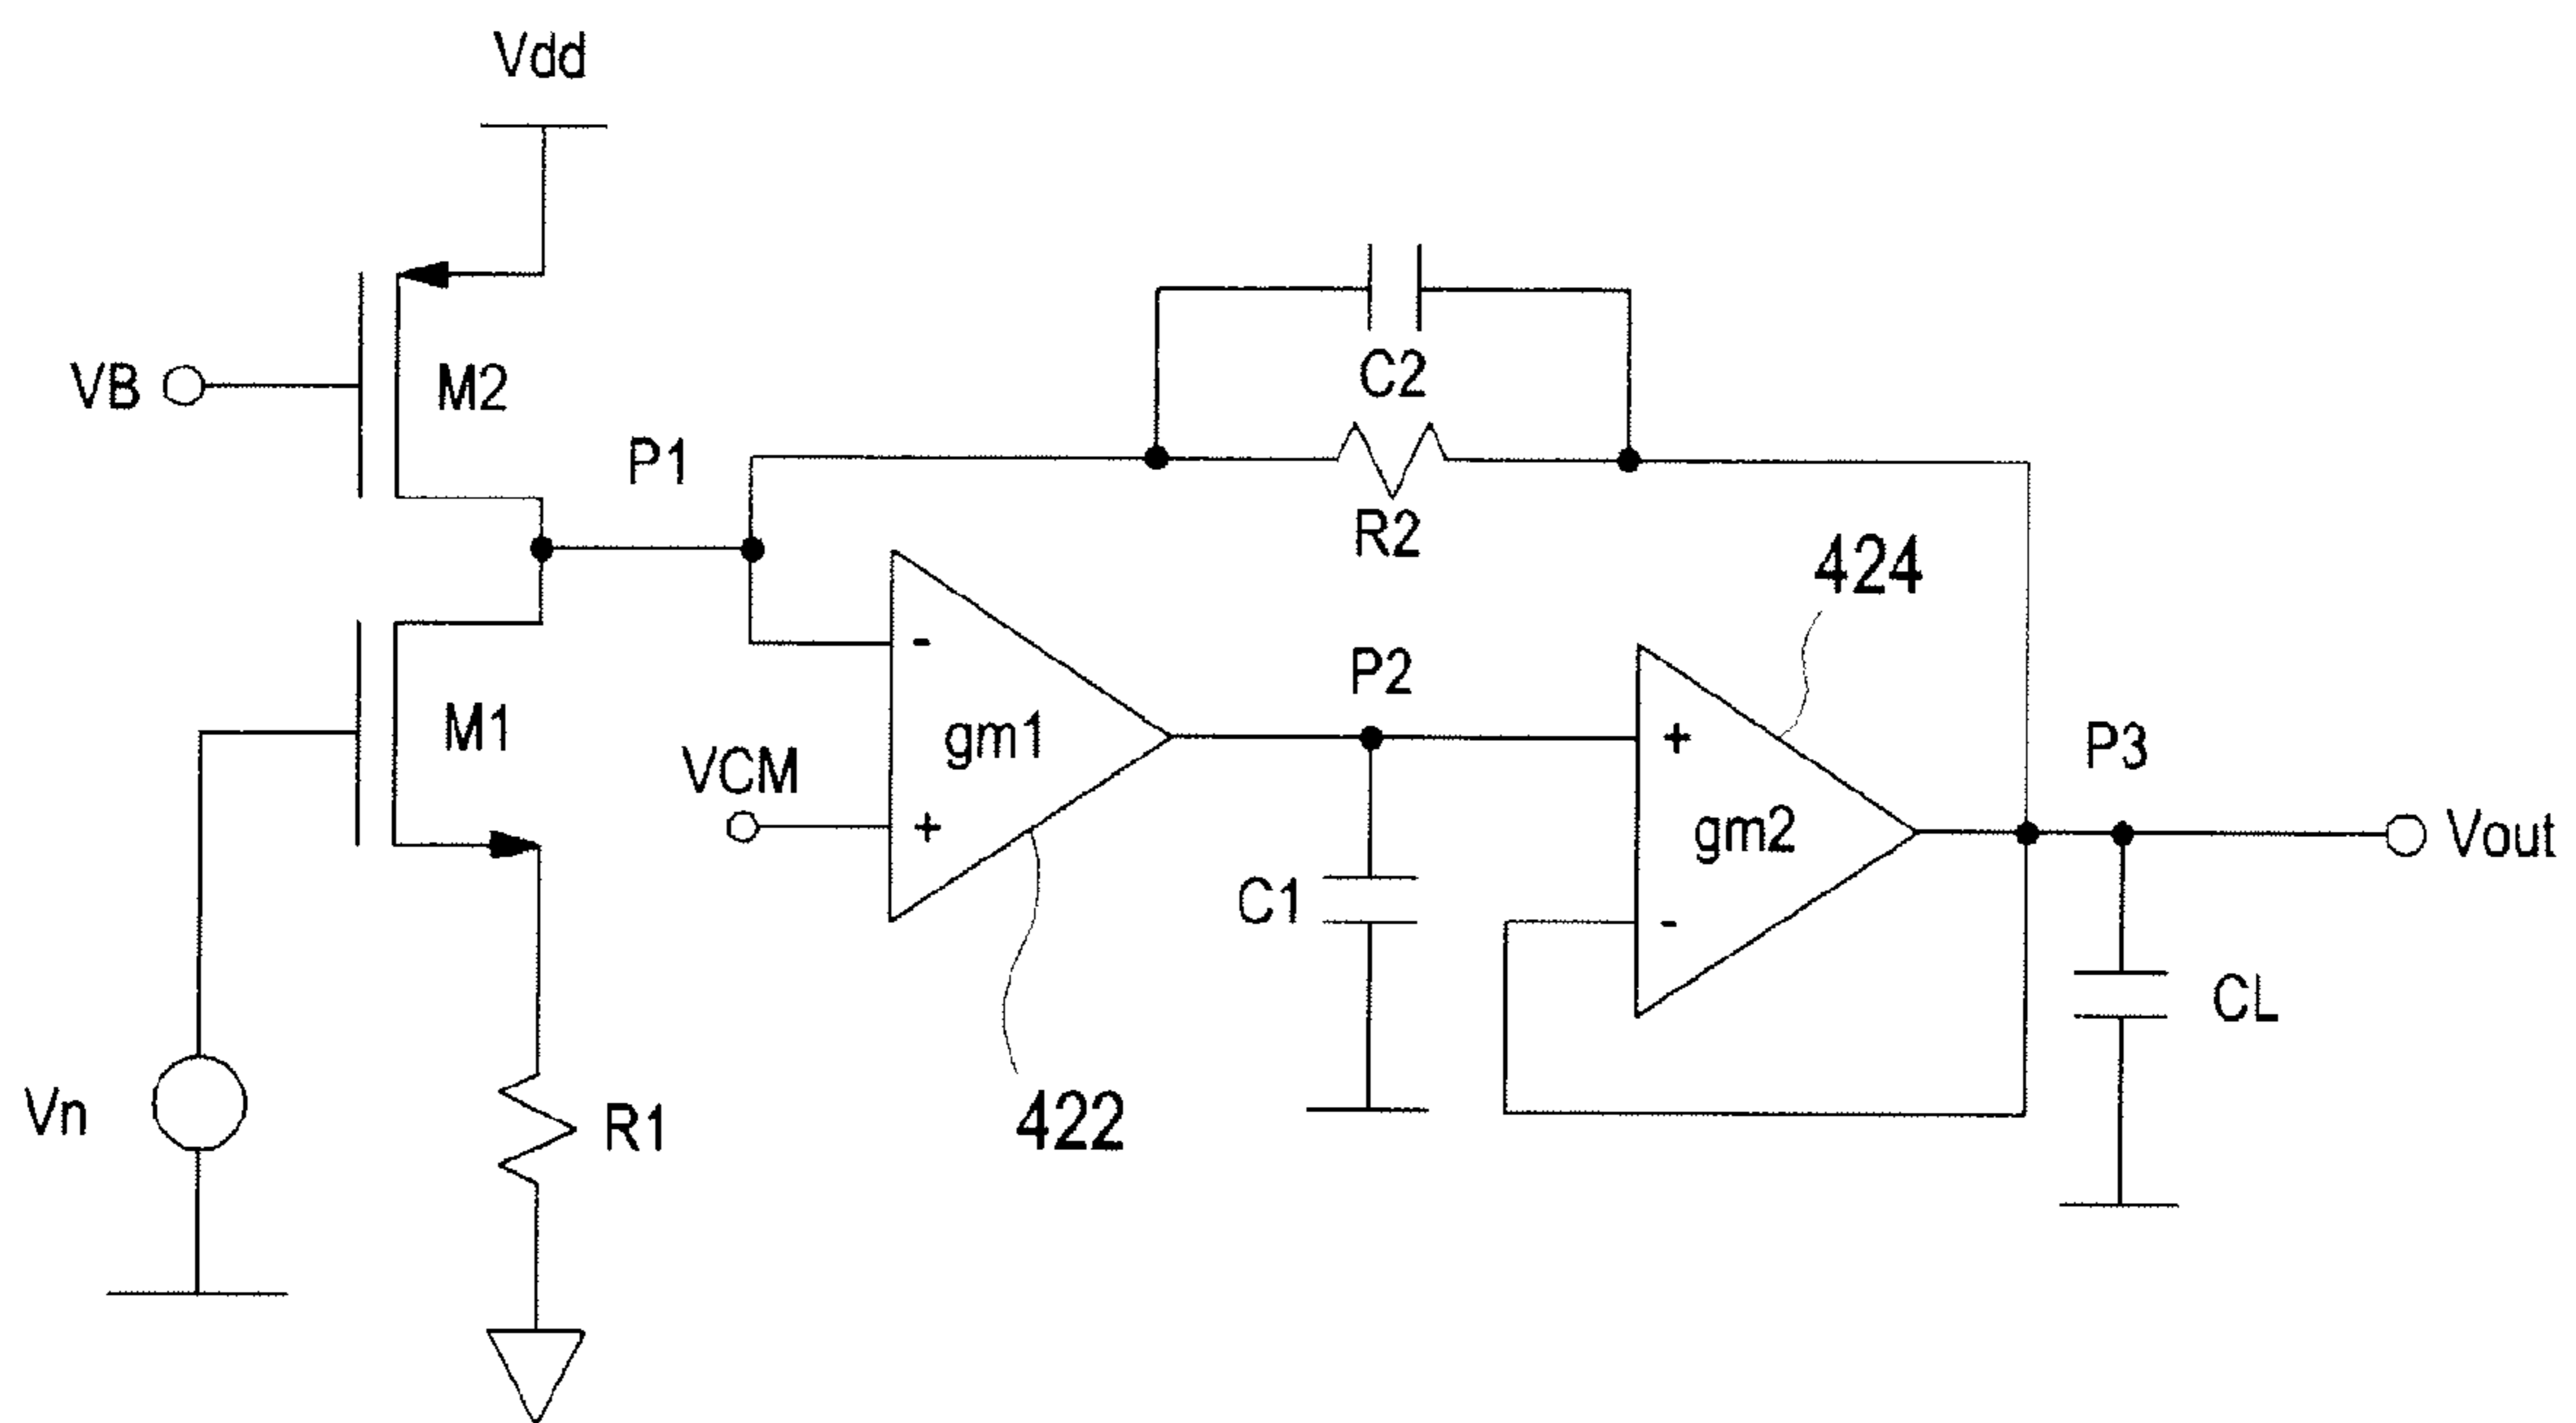 Vdd
VB
M2
P1
C2
R2
424
-
gm1
VCM
+
P2
M1
+
gm2
-
P3
Vout
C1
CL
Vn
R1
422